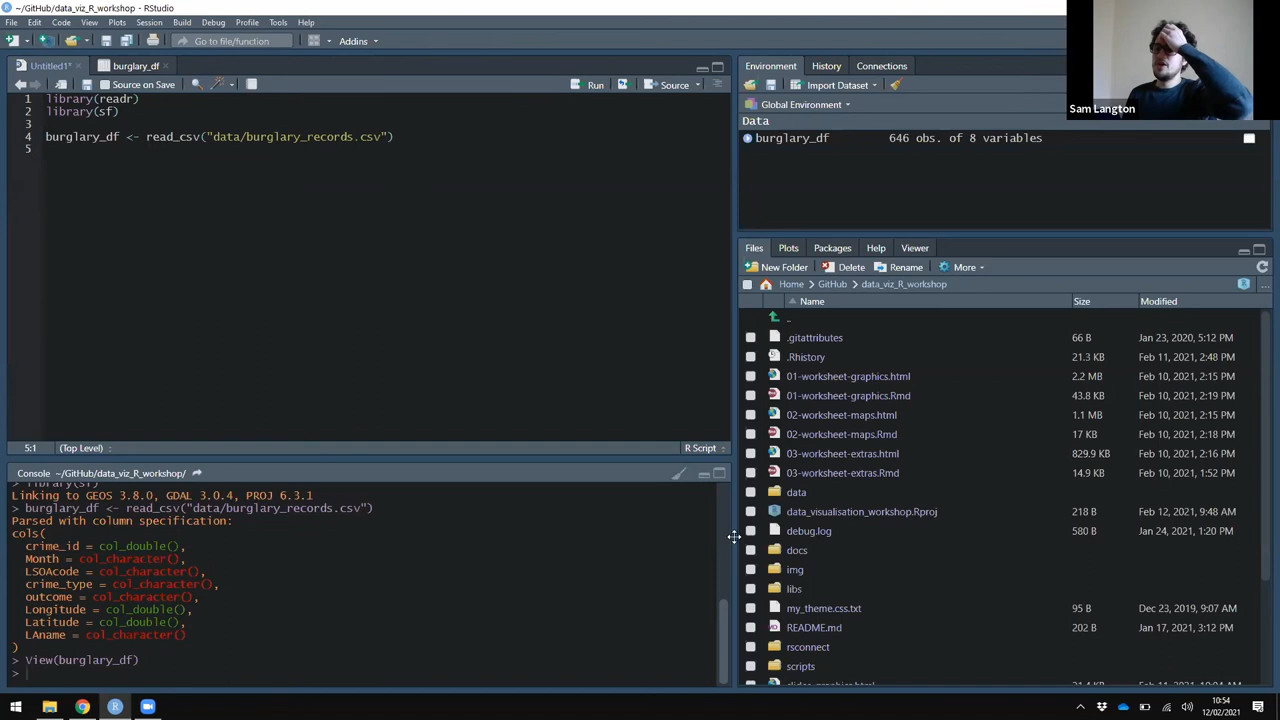 ~/GitHub/data_viz_R_workshop - RStudio
File Edit Code View Plots Session Build Debug Profile Tools Help
Go to file/function Addins
Untitled1* burglary_df
Source on Save Run Source
1 library(readr)
2 library(sf)
3
4 burglary_df <- read_csv("data/burglary_records.csv")
5
5:1 (Top Level) R Script
Console ~/GitHub/data_viz_R_workshop/
> library(sf)
Linking to GEOS 3.8.0, GDAL 3.0.4, PROJ 6.3.1
> burglary_df <- read_csv("data/burglary_records.csv")
Parsed with column specification:
cols(
crime_id = col_double(),
Month = col_character(),
LSOAcode = col_character(),
crime_type = col_character(),
outcome = col_character(),
Longitude = col_double(),
Latitude = col_double(),
LAname = col_character()
)
> View(burglary_df)
>
Environment History Connections
Import Dataset
Global Environment
Data
burglary_df 646 obs. of 8 variables
Files Plots Packages Help Viewer
New Folder Delete Rename More
Home GitHub data_viz_R_workshop ...
Name Size Modified
..
.gitattributes 66 B Jan 23, 2020, 5:12 PM
.Rhistory 21.3 KB Feb 11, 2021, 2:48 PM
01-worksheet-graphics.html 2.2 MB Feb 10, 2021, 2:15 PM
01-worksheet-graphics.Rmd 43.8 KB Feb 10, 2021, 2:19 PM
02-worksheet-maps.html 1.1 MB Feb 10, 2021, 2:15 PM
02-worksheet-maps.Rmd 17 KB Feb 10, 2021, 2:18 PM
03-worksheet-extras.html 829.9 KB Feb 10, 2021, 2:16 PM
03-worksheet-extras.Rmd 14.9 KB Feb 10, 2021, 1:52 PM
data
data_visualisation_workshop.Rproj 218 B Feb 12, 2021, 9:48 AM
debug.log 580 B Jan 24, 2021, 1:20 PM
docs
img
libs
my_theme.css.txt 95 B Dec 23, 2019, 9:07 AM
README.md 202 B Jan 17, 2021, 3:12 PM
rsconnect
scripts
slides_graphics.html 21.4 KB Feb 11, 2021, 10:04 AM
Sam Langton
10:54
12/02/2021